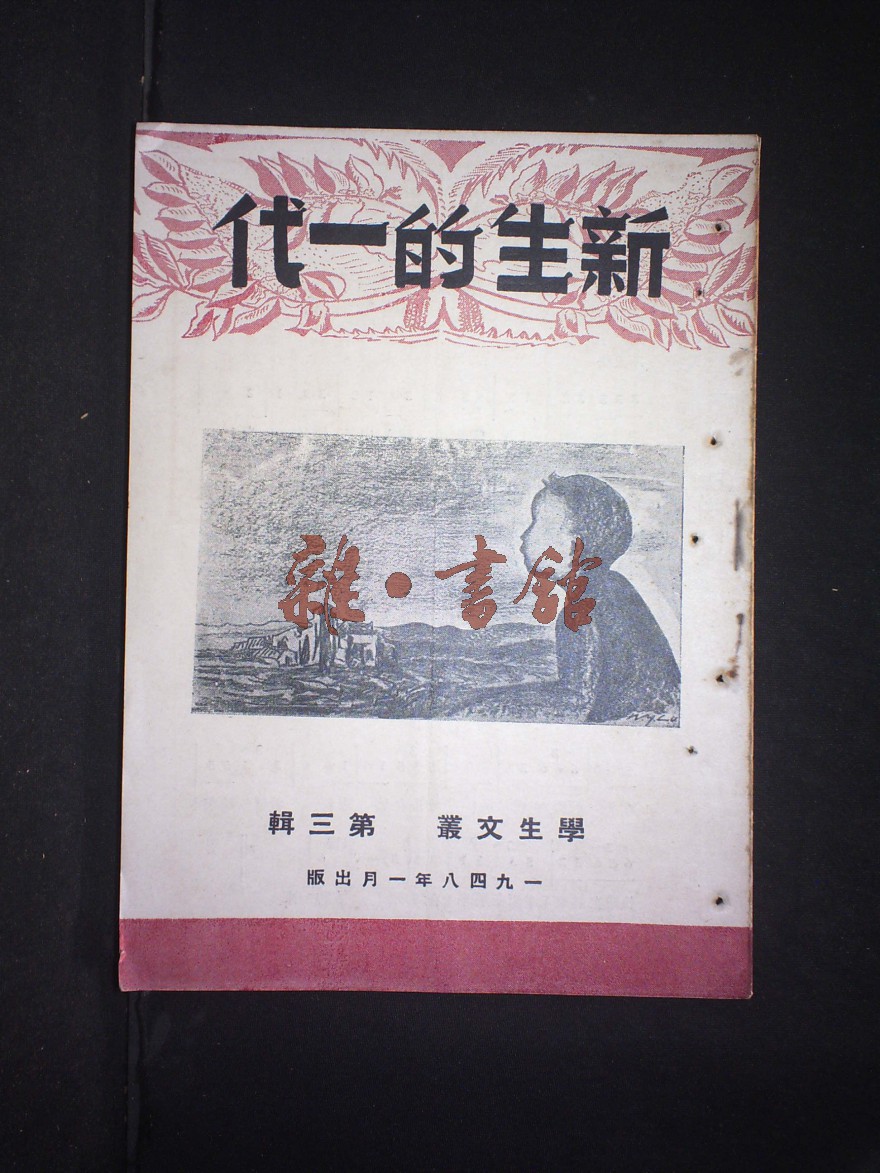 新生的一代
雜·書館
學生文叢 第三輯
一九四八年一月出版